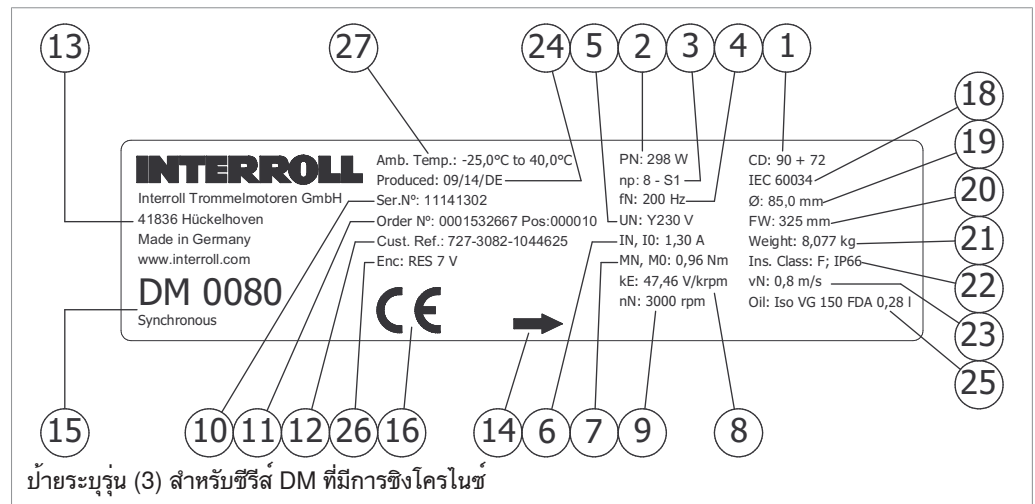 13 27 24 5 2 3 4 1
18
19
20
21
22
23
25
INTERROLL
Interroll Trommelmotoren GmbH
41836 Hückelhoven
Made in Germany
www.interroll.com
DM 0080
Synchronous
Amb. Temp.: -25,0°C to 40,0°C
Produced: 09/14/DE
Ser.Nº: 11141302
Order Nº: 0001532667 Pos:000010
Cust. Ref.: 727-3082-1044625
Enc: RES 7 V
CE
PN: 298 W
np: 8 - S1
fN: 200 Hz
UN: Y230 V
IN, I0: 1,30 A
MN, M0: 0,96 Nm
kE: 47,46 V/krpm
nN: 3000 rpm
CD: 90 + 72
IEC 60034
Ø: 85,0 mm
FW: 325 mm
Weight: 8,077 kg
Ins. Class: F; IP66
vN: 0,8 m/s
Oil: Iso VG 150 FDA 0,28 l
15 10 11 12 26 16 14 6 7 9 8
ป้ายระบุรุ่น (3) สำหรับซีรีส์ DM ที่มีการซิงโครไนซ์